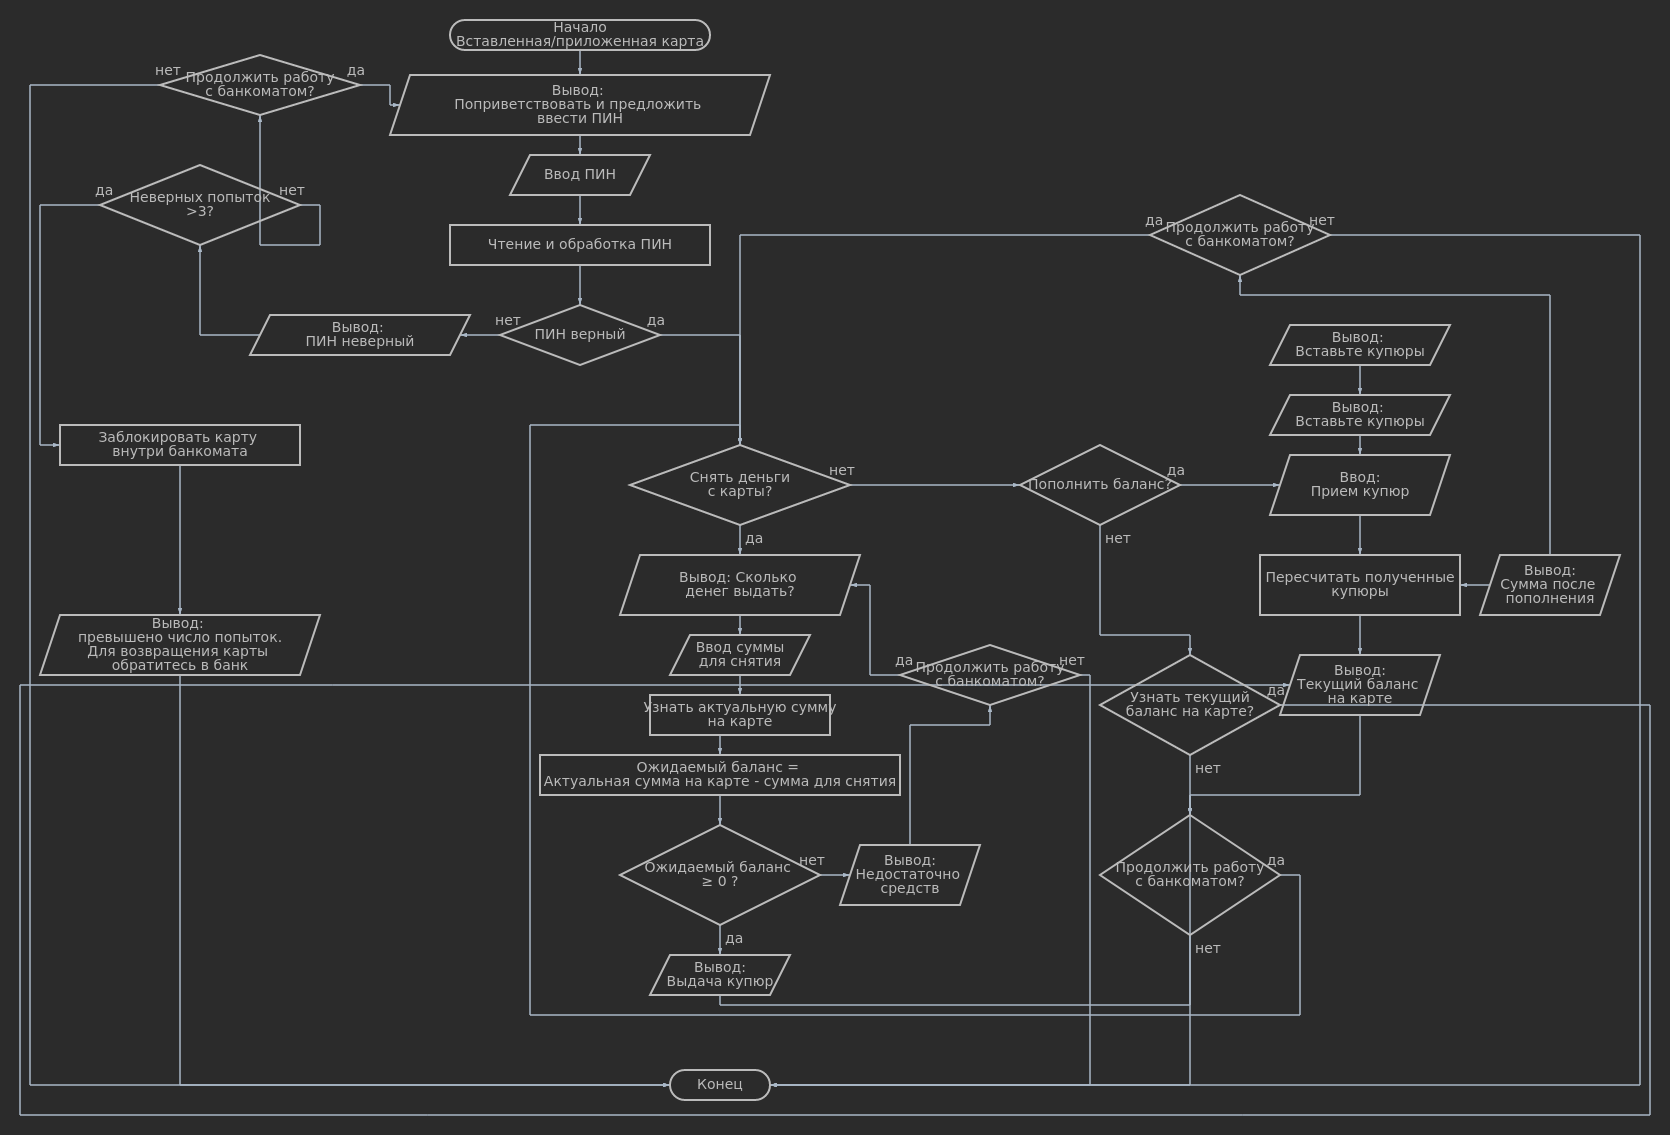 Начало
Вставленная/приложенная карта
нет
Продолжить работу
с банкоматом?
да
Вывод:
Поприветствовать и предложить
ввести ПИН
Ввод ПИН
да
Неверных попыток
>3?
нет
Чтение и обработка ПИН
да
Продолжить работу
с банкоматом?
нет
Вывод:
ПИН неверный
нет
ПИН верный
да
Вывод:
Вставьте купюры
Вывод:
Вставьте купюры
Заблокировать карту
внутри банкомата
Снять деньги
с карты?
нет
да
Пополнить баланс?
да
нет
Ввод:
Прием купюр
Вывод: Сколько
денег выдать?
Пересчитать полученные
купюры
Вывод:
Сумма после
пополнения
Вывод:
превышено число попыток.
Для возвращения карты
обратитесь в банк
Ввод суммы
для снятия
да
Продолжить работу
с банкоматом?
нет
Узнать текущий
баланс на карте?
да
нет
Вывод:
Текущий баланс
на карте
Узнать актуальную сумму
на карте
Ожидаемый баланс =
Актуальная сумма на карте - сумма для снятия
Ожидаемый баланс
≥ 0 ?
нет
да
Вывод:
Недостаточно
средств
Продолжить работу
с банкоматом?
да
нет
Вывод:
Выдача купюр
Конец